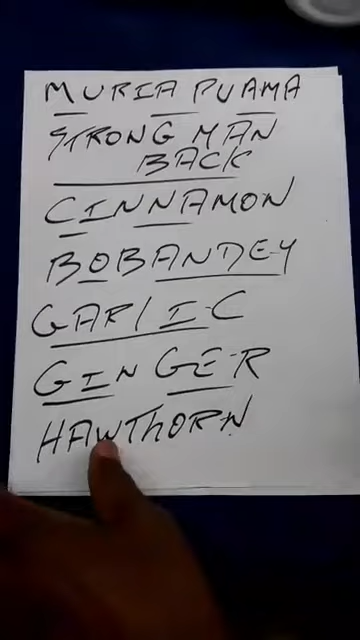 MURIA PUAMA
STRONG MAN
BACK
CINNAMON
BOBANDEY
GARLIC
GINGER
HAWThORN